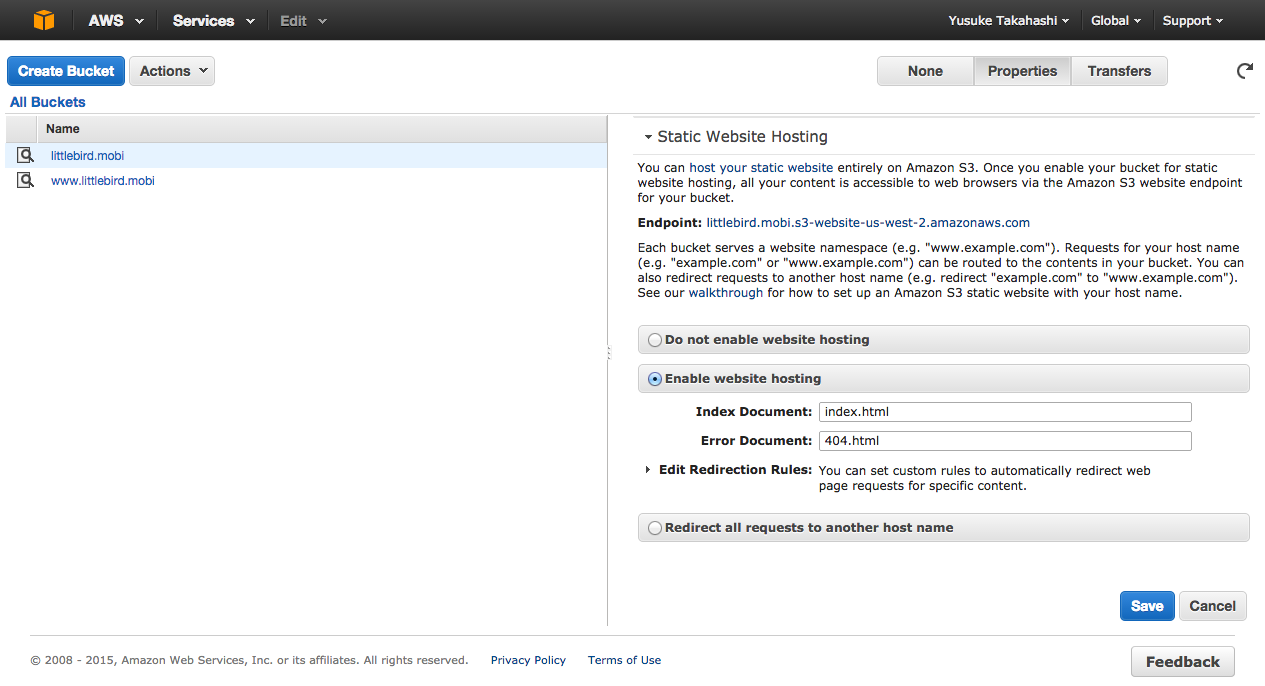 AWS Services Edit Yusuke Takahashi Global Support
Create Bucket Actions None Properties Transfers
All Buckets
Name
littlebird.mobi
www.littlebird.mobi
Static Website Hosting
You can host your static website entirely on Amazon S3. Once you enable your bucket for static
website hosting, all your content is accessible to web browsers via the Amazon S3 website endpoint
for your bucket.
Endpoint: littlebird.mobi.s3-website-us-west-2.amazonaws.com
Each bucket serves a website namespace (e.g. "www.example.com"). Requests for your host name
(e.g. "example.com" or "www.example.com") can be routed to the contents in your bucket. You can
also redirect requests to another host name (e.g. redirect "example.com" to "www.example.com").
See our walkthrough for how to set up an Amazon S3 static website with your host name.
Do not enable website hosting
Enable website hosting
Index Document: index.html
Error Document: 404.html
Edit Redirection Rules: You can set custom rules to automatically redirect web
page requests for specific content.
Redirect all requests to another host name
Save Cancel
© 2008 - 2015, Amazon Web Services, Inc. or its affiliates. All rights reserved. Privacy Policy Terms of Use
Feedback